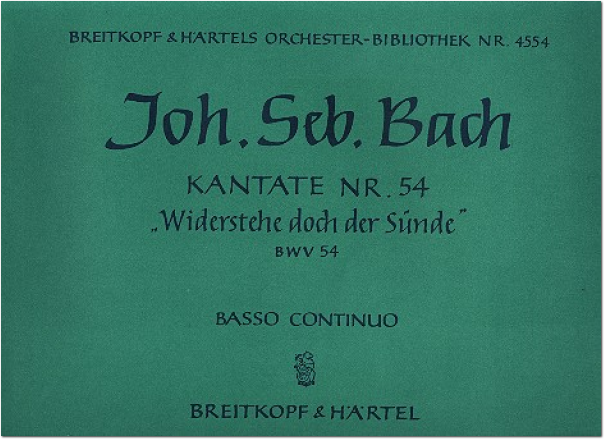 BREITKOPF & HÄRTELS ORCHESTER-BIBLIOTHEK NR. 4554
Joh. Seb. Bach
KANTATE NR. 54
„Widerstehe doch der Sünde"
BWV 54
BASSO CONTINUO
BREITKOPF & HÄRTEL